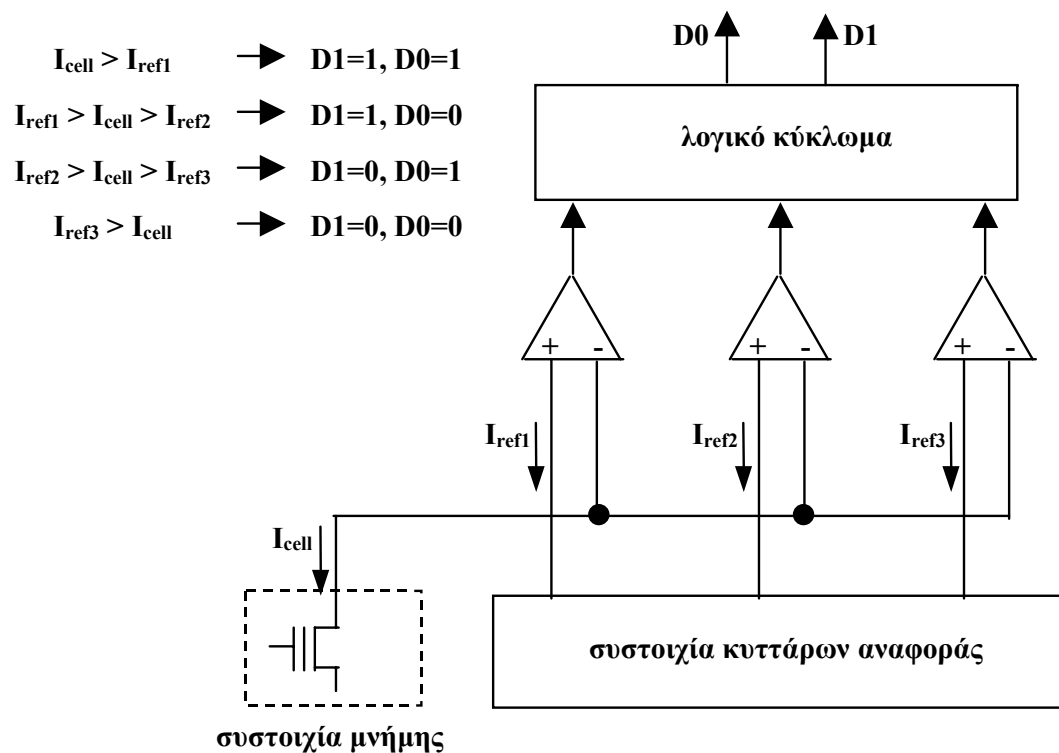 I_cell > I_ref1 → D1=1, D0=1
I_ref1 > I_cell > I_ref2 → D1=1, D0=0
I_ref2 > I_cell > I_ref3 → D1=0, D0=1
I_ref3 > I_cell → D1=0, D0=0
D0 D1
λογικό κύκλωμα
+ - + - + -
I_ref1 I_ref2 I_ref3
I_cell
συστοιχία κυττάρων αναφοράς
συστοιχία μνήμης